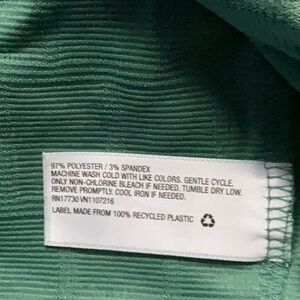 97% POLYESTER / 3% SPANDEX
MACHINE WASH COLD WITH LIKE COLORS. GENTLE CYCLE.
ONLY NON-CHLORINE BLEACH IF NEEDED. TUMBLE DRY LOW.
REMOVE PROMPTLY. COOL IRON IF NEEDED.
RN17730 VN1107216
LABEL MADE FROM 100% RECYCLED PLASTIC